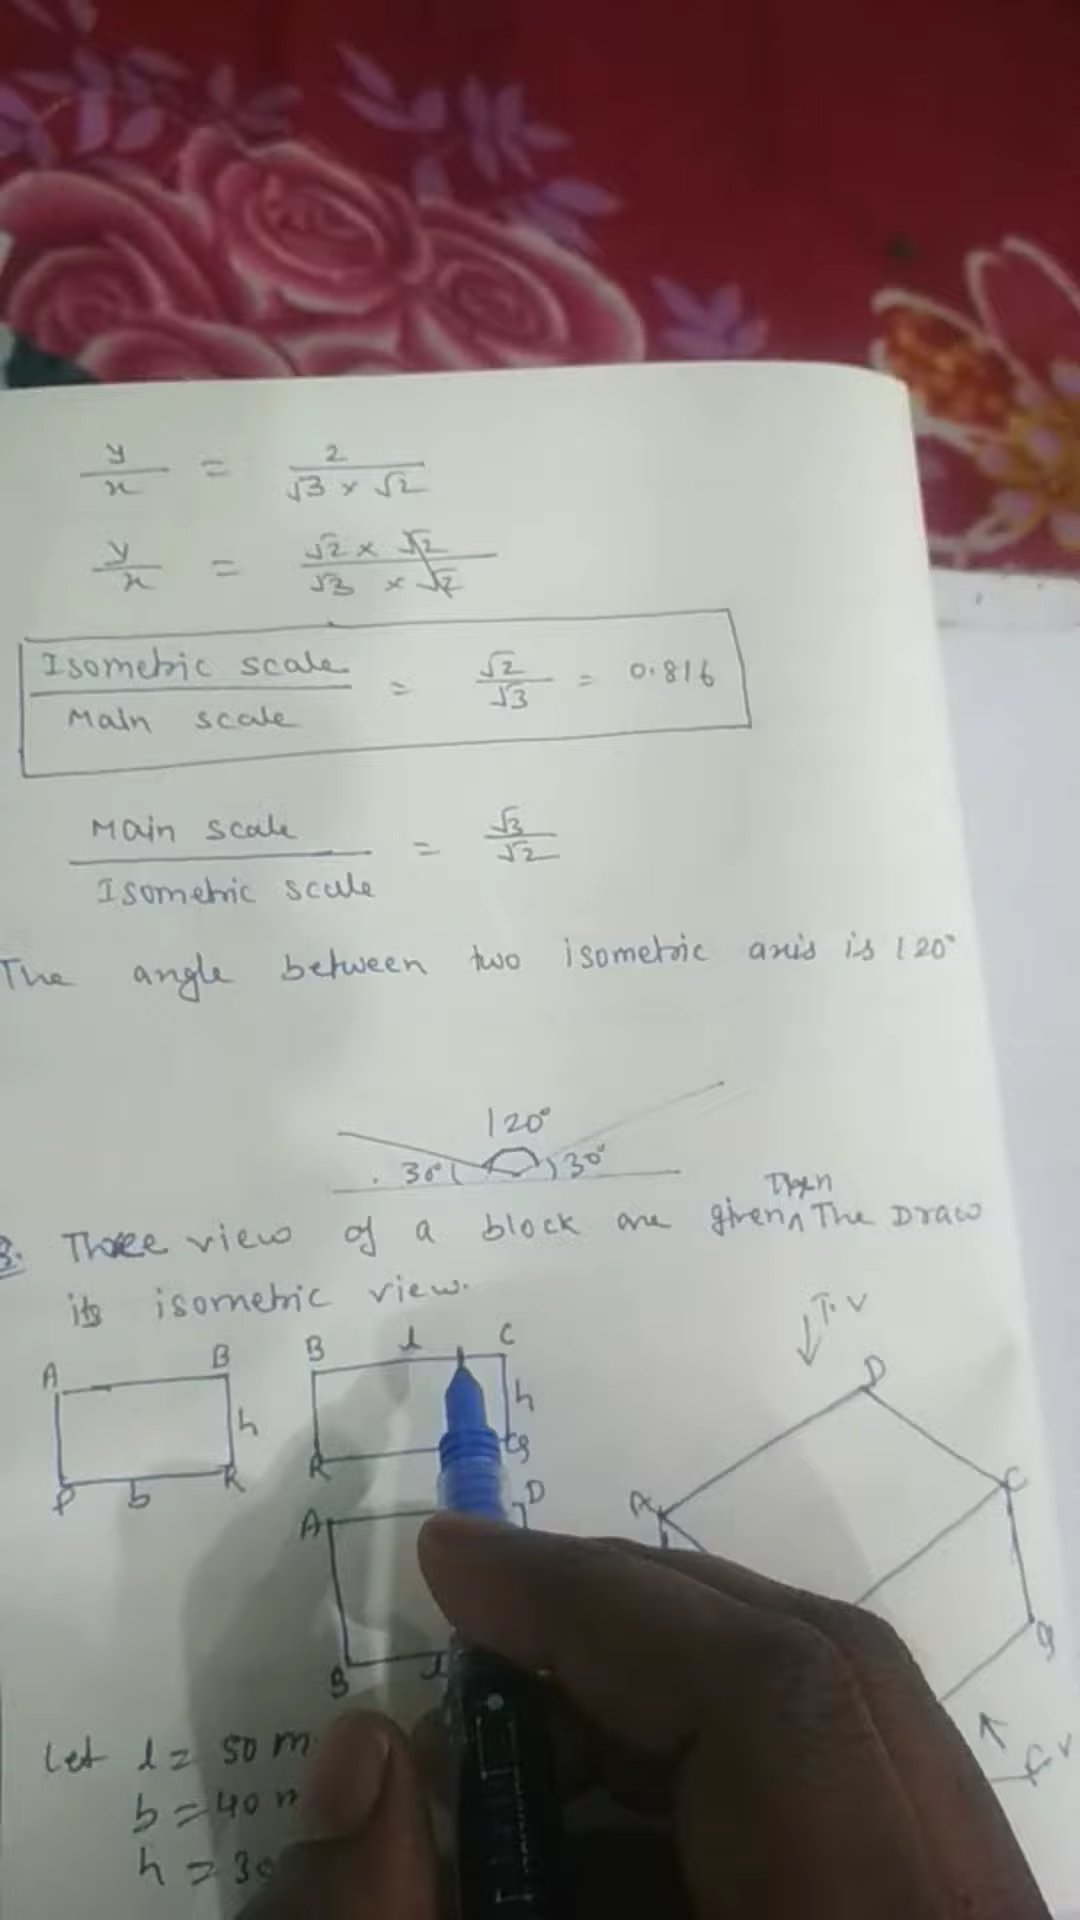 y/x = 2/√3 × √2
y/x = √2 × √2/√3 × √2
Isometric scale/Main scale = √2/√3 = 0.816
Main scale/Isometric scale = √3/√2
The angle between two isometric axis is 120°
120°
30° 30°
Three view of a block are given ^ Then The Draw
its isometric view.
T.V
A B B l C D
h h
P b R R g A C
A D
g
B l
F.V
Let l = 50 m
b = 40
h = 30